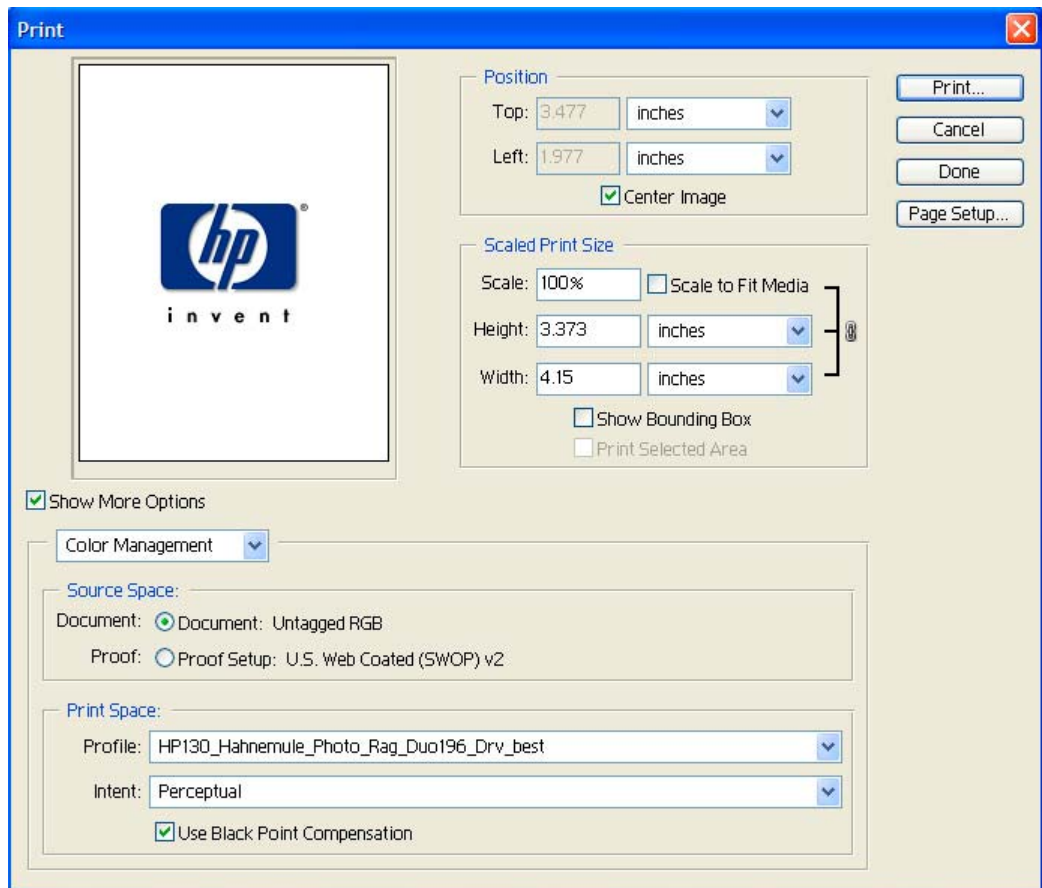 Print
hp
®
invent
Position
Top: 3.477 inches
Left: 1.977 inches
Center Image
Scaled Print Size
Scale: 100% Scale to Fit Media
Height: 3.373 inches
Width: 4.15 inches
Show Bounding Box
Print Selected Area
Print...
Cancel
Done
Page Setup...
Show More Options
Color Management
Source Space:
Document: Document: Untagged RGB
Proof: Proof Setup: U.S. Web Coated (SWOP) v2
Print Space:
Profile: HP130_Hahnemule_Photo_Rag_Duo196_Drv_best
Intent: Perceptual
Use Black Point Compensation